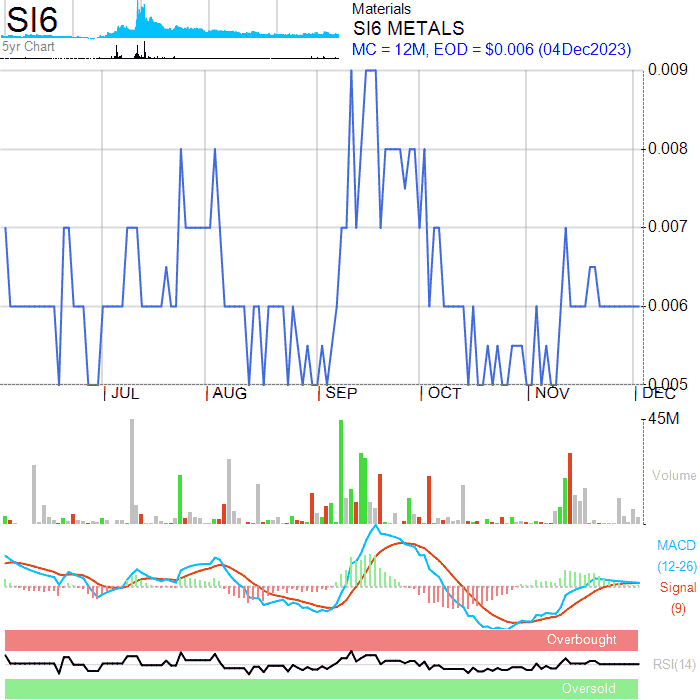 SI6
5yr Chart
Materials
SI6 METALS
MC = 12M, EOD = $0.006 (04Dec2023)
0.009
0.008
0.007
0.006
0.005
JUL AUG SEP OCT NOV DEC
45M
Volume
MACD
(12-26)
Signal
(9)
Overbought
RSI(14)
Oversold